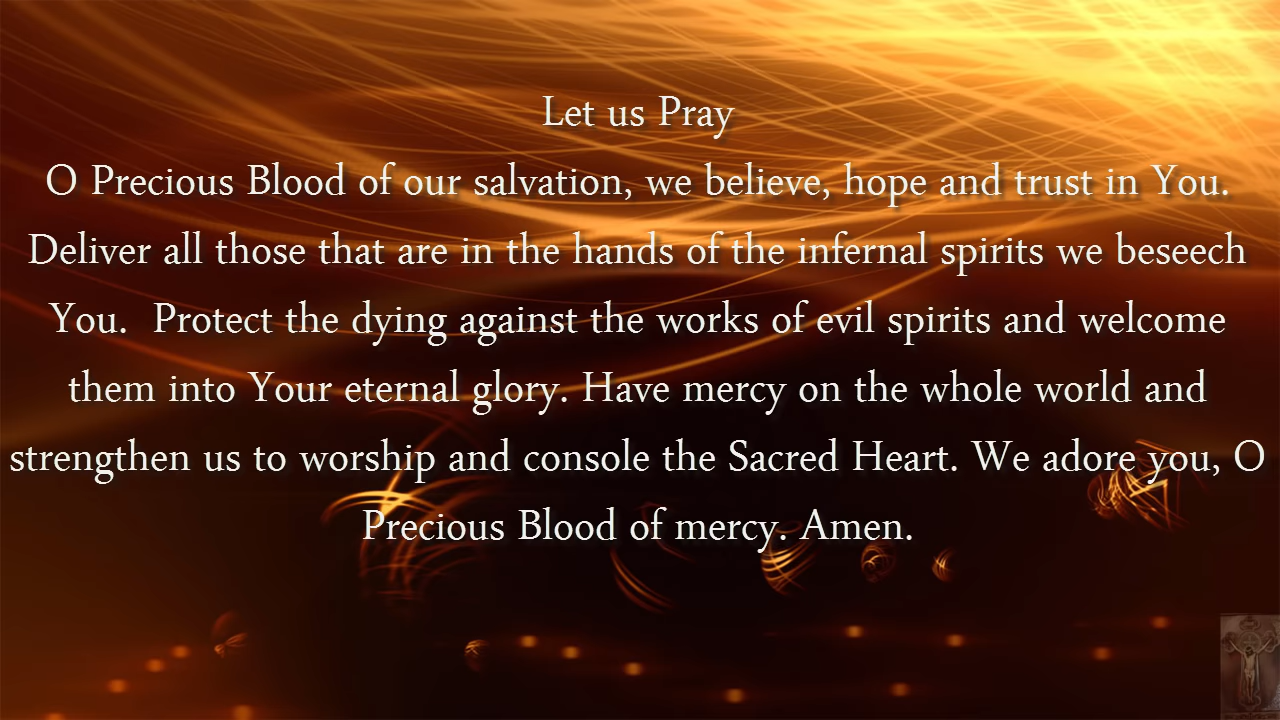 Let us Pray
O Precious Blood of our salvation, we believe, hope and trust in You.
Deliver all those that are in the hands of the infernal spirits we beseech
You.  Protect the dying against the works of evil spirits and welcome
them into Your eternal glory. Have mercy on the whole world and
strengthen us to worship and console the Sacred Heart. We adore you, O
Precious Blood of mercy. Amen.